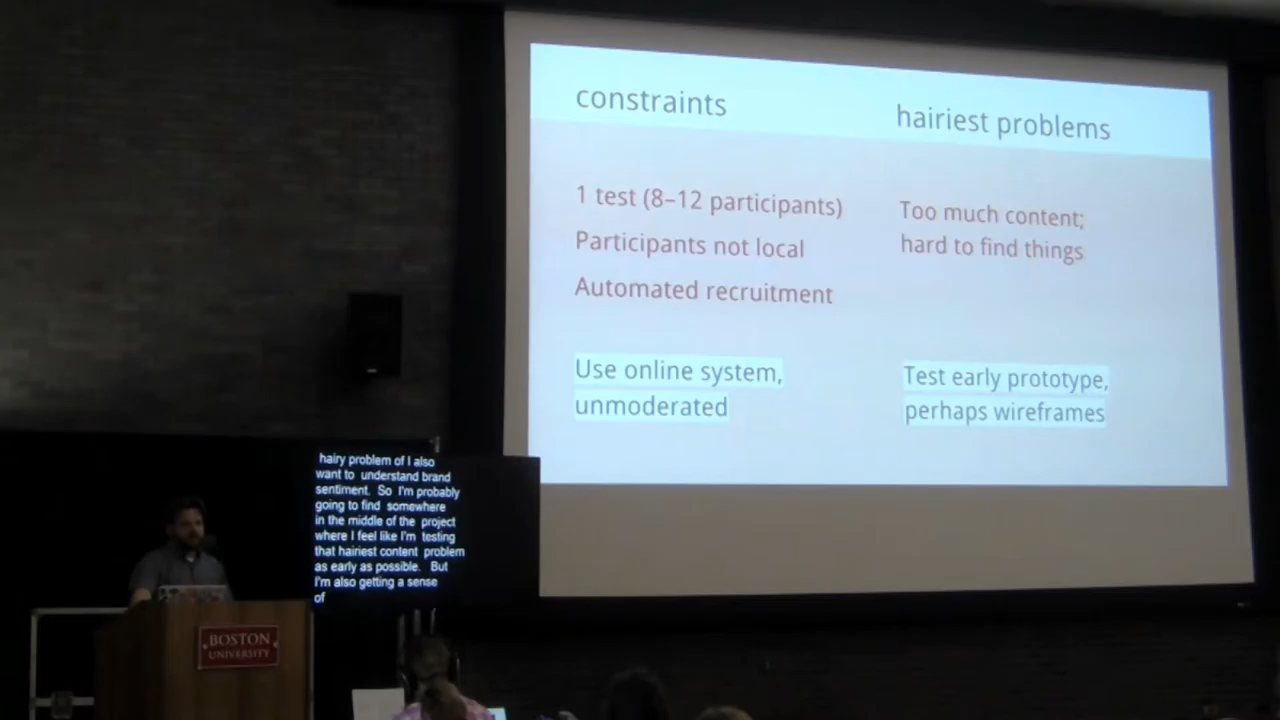 constraints
hairiest problems
1 test (8–12 participants)
Participants not local
Automated recruitment
Too much content;
hard to find things
Use online system,
unmoderated
Test early prototype,
perhaps wireframes
hairy problem of I also
want to understand brand
sentiment. So I'm probably
going to find somewhere
in the middle of the project
where I feel like I'm testing
that hairiest content problem
as early as possible. But
I'm also getting a sense
of
BOSTON
UNIVERSITY